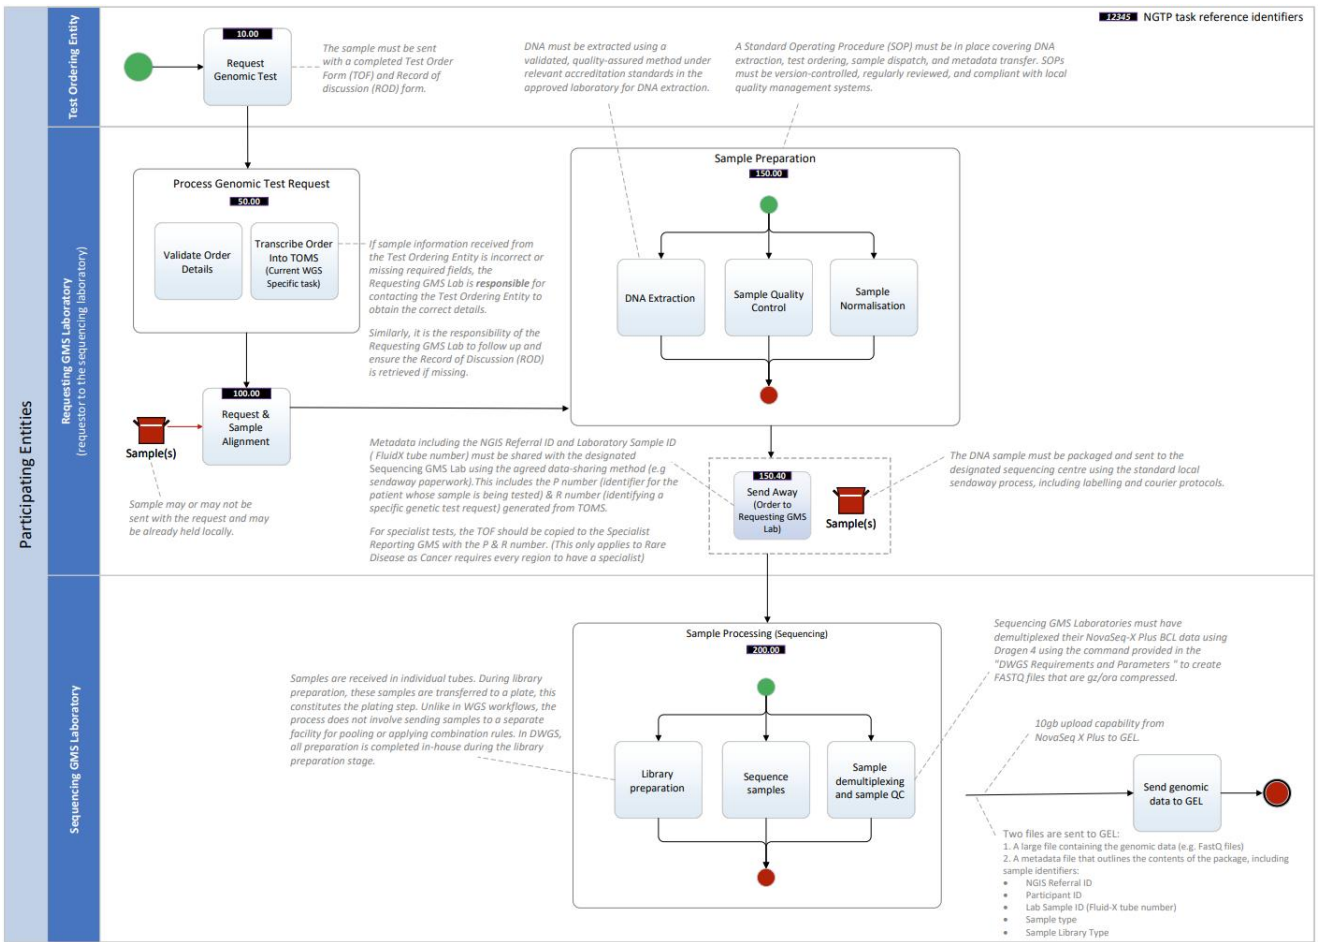 12345 NGTP task reference identifiers
Participating Entities
Test Ordering Entity
10.00
Request
Genomic Test
The sample must be sent
with a completed Test Order
Form (TOF) and Record of
discussion (ROD) form.
DNA must be extracted using a
validated, quality-assured method under
relevant accreditation standards in the
approved laboratory for DNA extraction.
A Standard Operating Procedure (SOP) must be in place covering DNA
extraction, test ordering, sample dispatch, and metadata transfer. SOPs
must be version-controlled, regularly reviewed, and compliant with local
quality management systems.
Requesting GMS Laboratory
(requestor to the sequencing laboratory)
Process Genomic Test Request
50.00
Validate Order
Details
Transcribe Order
Into TOMS
(Current WGS
Specific task)
If sample information received from
the Test Ordering Entity is incorrect or
missing required fields, the
Requesting GMS Lab is responsible for
contacting the Test Ordering Entity to
obtain the correct details.
Similarly, it is the responsibility of the
Requesting GMS Lab to follow up and
ensure the Record of Discussion (ROD)
is retrieved if missing.
Sample Preparation
150.00
DNA Extraction
Sample Quality
Control
Sample
Normalisation
100.00
Request &
Sample
Alignment
Sample(s)
Sample may or may not be
sent with the request and may
be already held locally.
Metadata including the NGIS Referral ID and Laboratory Sample ID
( FluidX tube number) must be shared with the designated
Sequencing GMS Lab using the agreed data-sharing method (e.g
sendaway paperwork).This includes the P number (identifier for the
patient whose sample is being tested) & R number (identifying a
specific genetic test request) generated from TOMS.
For specialist tests, the TOF should be copied to the Specialist
Reporting GMS with the P & R number. (This only applies to Rare
Disease as Cancer requires every region to have a specialist)
150.40
Send Away
(Order to
Requesting GMS
Lab)
Sample(s)
The DNA sample must be packaged and sent to the
designated sequencing centre using the standard local
sendaway process, including labelling and courier protocols.
Sequencing GMS Laboratory
Sample Processing (Sequencing)
200.00
Library
preparation
Sequence
samples
Sample
demultiplexing
and sample QC
Samples are received in individual tubes. During library
preparation, these samples are transferred to a plate, this
constitutes the plating step. Unlike in WGS workflows, the
process does not involve sending samples to a separate
facility for pooling or applying combination rules. In DWGS,
all preparation is completed in-house during the library
preparation stage.
Sequencing GMS Laboratories must have
demultiplexed their NovaSeq-X Plus BCL data using
Dragen 4 using the command provided in the
"DWGS Requirements and Parameters " to create
FASTQ files that are gz/ora compressed.
10gb upload capability from
NovaSeq X Plus to GEL.
Send genomic
data to GEL
Two files are sent to GEL:
1. A large file containing the genomic data (e.g. FastQ files)
2. A metadata file that outlines the contents of the package, including
sample identifiers:
• NGIS Referral ID
• Participant ID
• Lab Sample ID (Fluid-X tube number)
• Sample type
• Sample Library Type